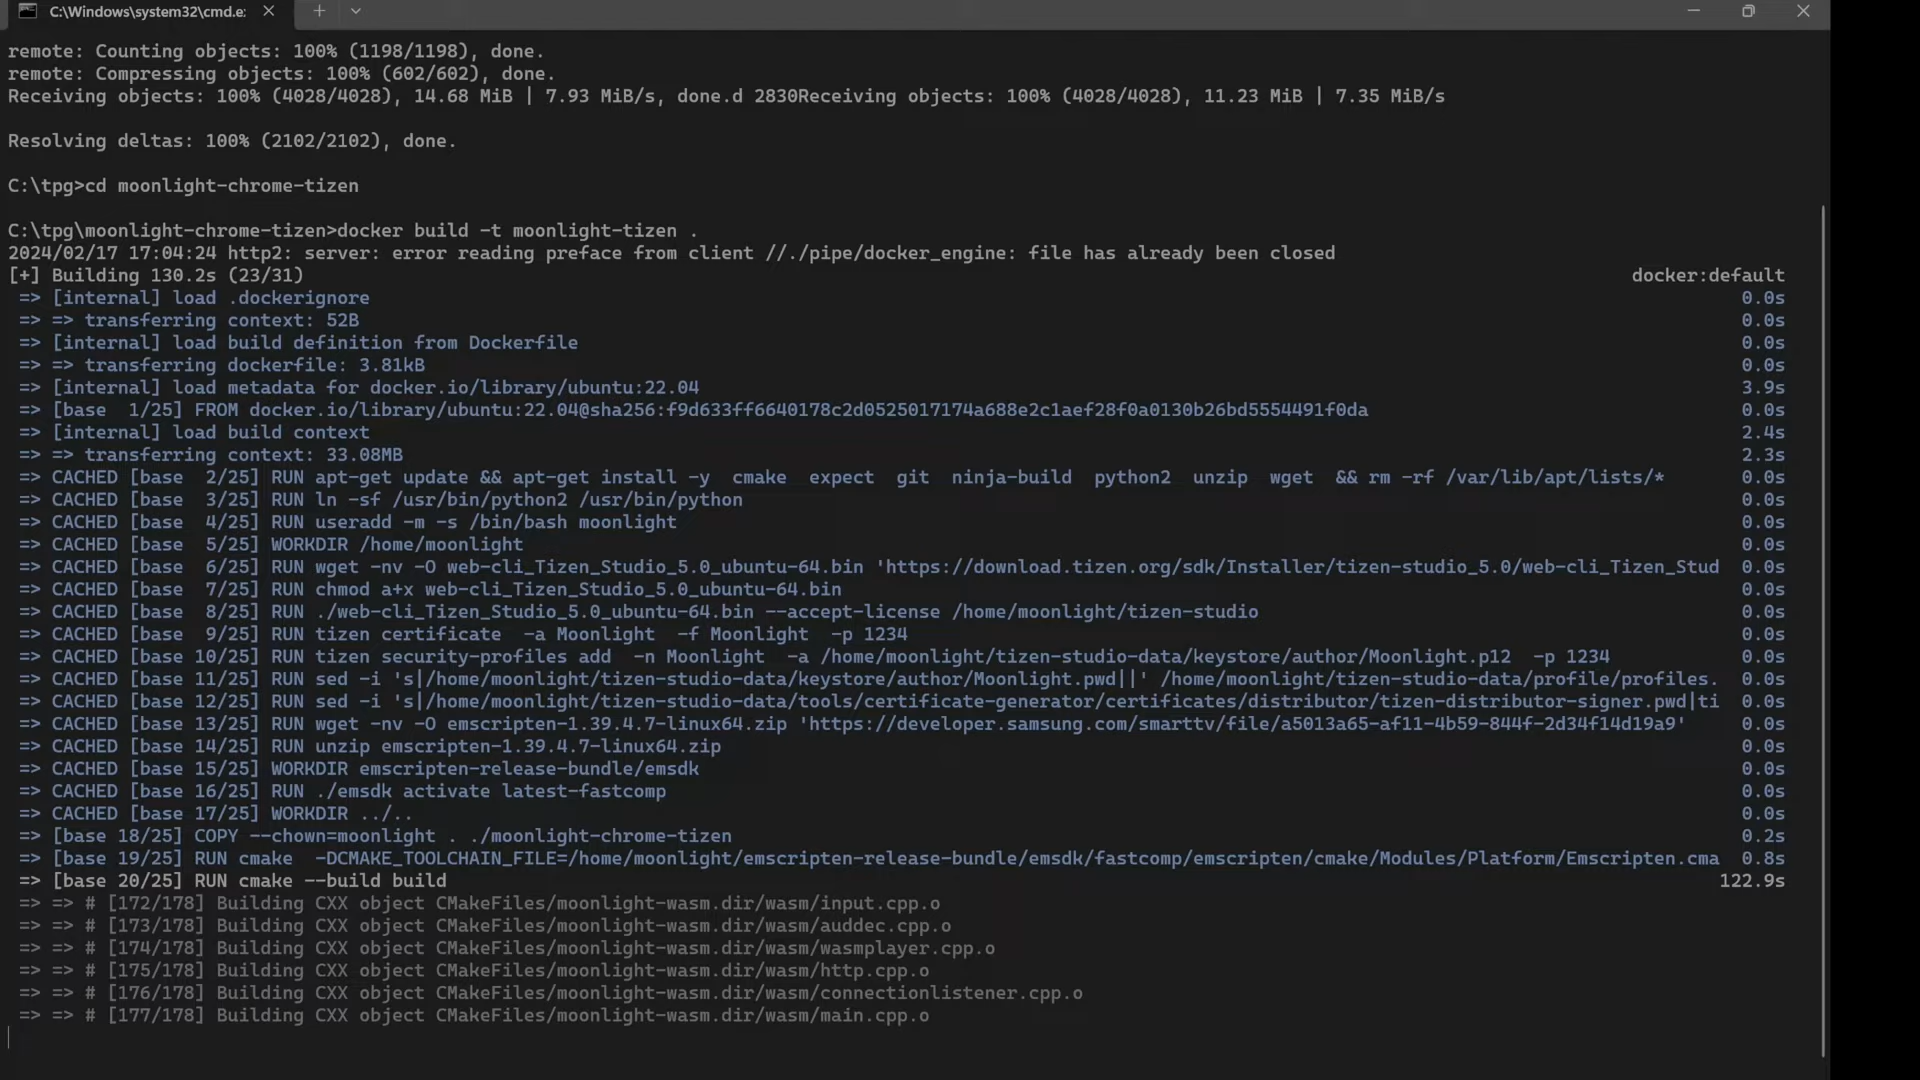 C:\Windows\system32\cmd.e:
remote: Counting objects: 100% (1198/1198), done.
remote: Compressing objects: 100% (602/602), done.
Receiving objects: 100% (4028/4028), 14.68 MiB | 7.93 MiB/s, done.d 2830Receiving objects: 100% (4028/4028), 11.23 MiB | 7.35 MiB/s
Resolving deltas: 100% (2102/2102), done.
C:\tpg>cd moonlight-chrome-tizen
C:\tpg\moonlight-chrome-tizen>docker build -t moonlight-tizen .
2024/02/17 17:04:24 http2: server: error reading preface from client //./pipe/docker_engine: file has already been closed
[+] Building 130.2s (23/31) docker:default
=> [internal] load .dockerignore 0.0s
=> => transferring context: 52B 0.0s
=> [internal] load build definition from Dockerfile 0.0s
=> => transferring dockerfile: 3.81kB 0.0s
=> [internal] load metadata for docker.io/library/ubuntu:22.04 3.9s
=> [base  1/25] FROM docker.io/library/ubuntu:22.04@sha256:f9d633ff6640178c2d0525017174a688e2c1aef28f0a0130b26bd5554491f0da 0.0s
=> [internal] load build context 2.4s
=> => transferring context: 33.08MB 2.3s
=> CACHED [base  2/25] RUN apt-get update && apt-get install -y  cmake  expect  git  ninja-build  python2  unzip  wget  && rm -rf /var/lib/apt/lists/* 0.0s
=> CACHED [base  3/25] RUN ln -sf /usr/bin/python2 /usr/bin/python 0.0s
=> CACHED [base  4/25] RUN useradd -m -s /bin/bash moonlight 0.0s
=> CACHED [base  5/25] WORKDIR /home/moonlight 0.0s
=> CACHED [base  6/25] RUN wget -nv -O web-cli_Tizen_Studio_5.0_ubuntu-64.bin 'https://download.tizen.org/sdk/Installer/tizen-studio_5.0/web-cli_Tizen_Stud 0.0s
=> CACHED [base  7/25] RUN chmod a+x web-cli_Tizen_Studio_5.0_ubuntu-64.bin 0.0s
=> CACHED [base  8/25] RUN ./web-cli_Tizen_Studio_5.0_ubuntu-64.bin --accept-license /home/moonlight/tizen-studio 0.0s
=> CACHED [base  9/25] RUN tizen certificate  -a Moonlight  -f Moonlight  -p 1234 0.0s
=> CACHED [base 10/25] RUN tizen security-profiles add  -n Moonlight  -a /home/moonlight/tizen-studio-data/keystore/author/Moonlight.p12  -p 1234 0.0s
=> CACHED [base 11/25] RUN sed -i 's|/home/moonlight/tizen-studio-data/keystore/author/Moonlight.pwd||' /home/moonlight/tizen-studio-data/profile/profiles. 0.0s
=> CACHED [base 12/25] RUN sed -i 's|/home/moonlight/tizen-studio-data/tools/certificate-generator/certificates/distributor/tizen-distributor-signer.pwd|ti 0.0s
=> CACHED [base 13/25] RUN wget -nv -O emscripten-1.39.4.7-linux64.zip 'https://developer.samsung.com/smarttv/file/a5013a65-af11-4b59-844f-2d34f14d19a9' 0.0s
=> CACHED [base 14/25] RUN unzip emscripten-1.39.4.7-linux64.zip 0.0s
=> CACHED [base 15/25] WORKDIR emscripten-release-bundle/emsdk 0.0s
=> CACHED [base 16/25] RUN ./emsdk activate latest-fastcomp 0.0s
=> CACHED [base 17/25] WORKDIR ../.. 0.0s
=> [base 18/25] COPY --chown=moonlight . ./moonlight-chrome-tizen 0.2s
=> [base 19/25] RUN cmake  -DCMAKE_TOOLCHAIN_FILE=/home/moonlight/emscripten-release-bundle/emsdk/fastcomp/emscripten/cmake/Modules/Platform/Emscripten.cma 0.8s
=> [base 20/25] RUN cmake --build build 122.9s
=> => # [172/178] Building CXX object CMakeFiles/moonlight-wasm.dir/wasm/input.cpp.o
=> => # [173/178] Building CXX object CMakeFiles/moonlight-wasm.dir/wasm/auddec.cpp.o
=> => # [174/178] Building CXX object CMakeFiles/moonlight-wasm.dir/wasm/wasmplayer.cpp.o
=> => # [175/178] Building CXX object CMakeFiles/moonlight-wasm.dir/wasm/http.cpp.o
=> => # [176/178] Building CXX object CMakeFiles/moonlight-wasm.dir/wasm/connectionlistener.cpp.o
=> => # [177/178] Building CXX object CMakeFiles/moonlight-wasm.dir/wasm/main.cpp.o